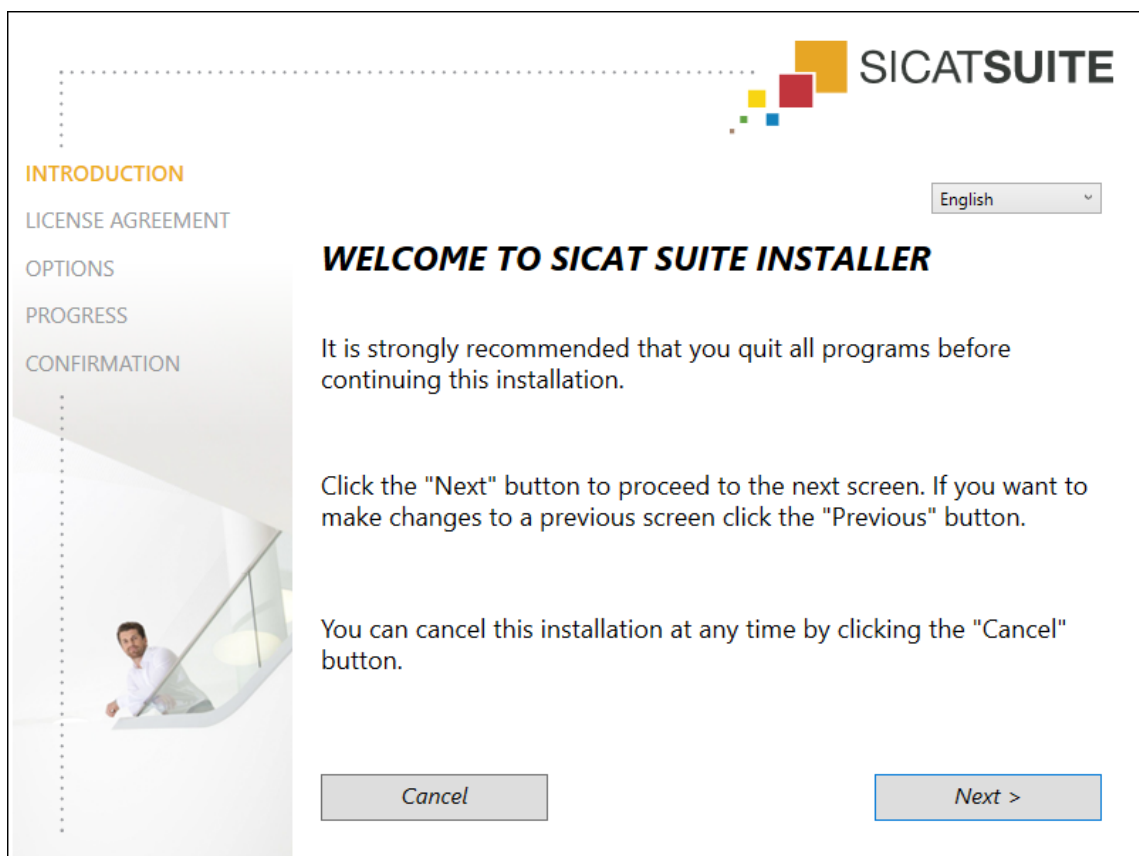 SICATSUITE
INTRODUCTION
LICENSE AGREEMENT
OPTIONS
PROGRESS
CONFIRMATION
English
WELCOME TO SICAT SUITE INSTALLER
It is strongly recommended that you quit all programs before
continuing this installation.
Click the "Next" button to proceed to the next screen. If you want to
make changes to a previous screen click the "Previous" button.
You can cancel this installation at any time by clicking the "Cancel"
button.
Cancel
Next >